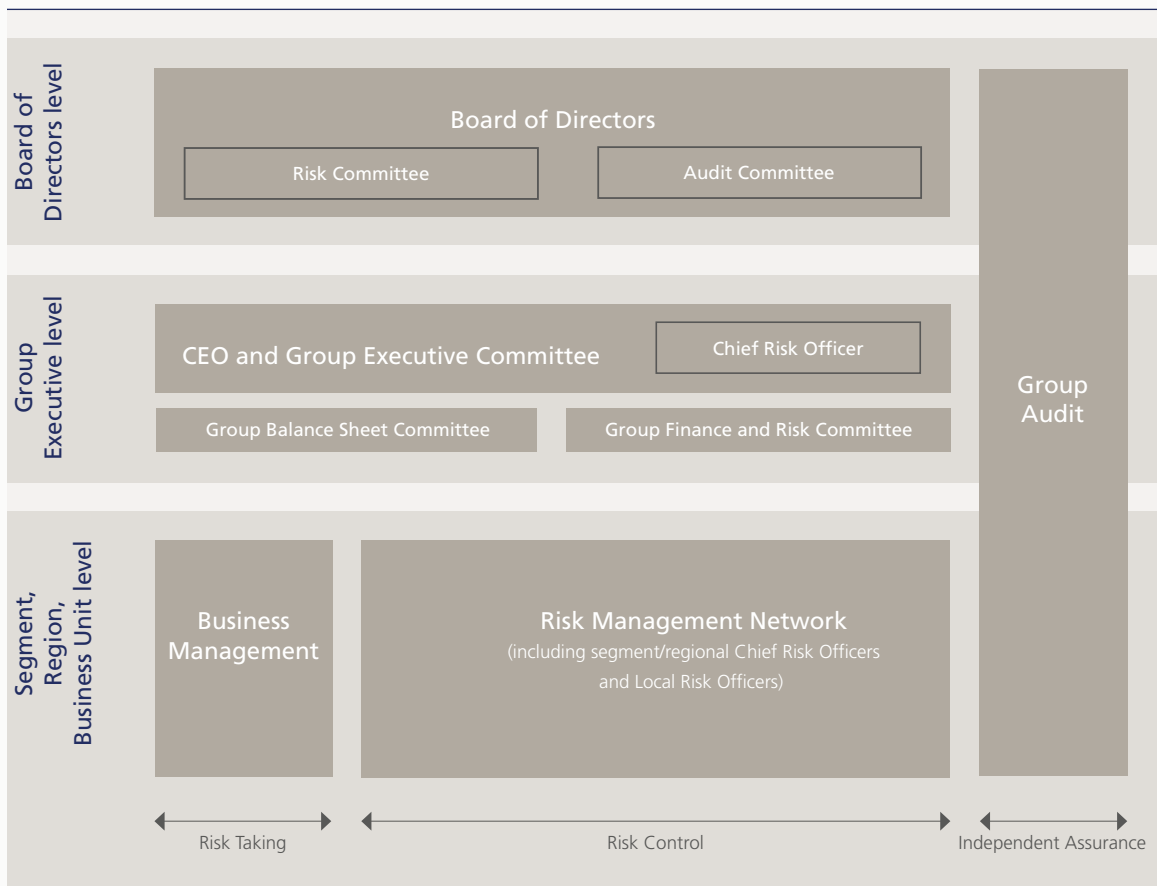 Board of
Directors level
Board of Directors
Risk Committee
Audit Committee
Group
Executive level
CEO and Group Executive Committee
Chief Risk Officer
Group Balance Sheet Committee
Group Finance and Risk Committee
Group
Audit
Segment,
Region,
Business Unit level
Business
Management
Risk Management Network
(including segment/regional Chief Risk Officers
and Local Risk Officers)
Risk Taking
Risk Control
Independent Assurance